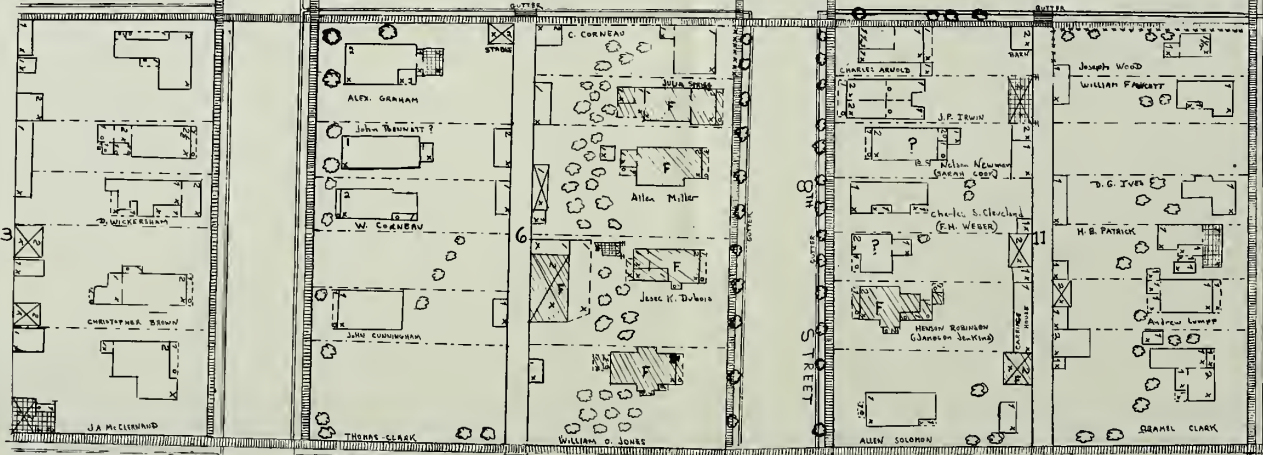 GUTTER
GUTTER
STABLE
C. CORNEAU
BARN
Joseph WOOD
CHARLES ARNOLD
WILLIAM FAWCETT
JULIA SPRIGG
ALEX. GRAHAM
J.P. IRWIN
John BENNATT ?
F
?
Nelson Newman
(SARAH COOK)
F
Allen Miller
8TH
D. G. IVES
D. WICKERSHAM
W. CORNEAU
Charles S. Cleveland
(F.H. WEBER)
GUTTER
3
6
11
H. B. PATRICK
?
F
F
Jesse K. Dubois
F
CHRISTOPHER BROWN
JOHN CUNNINGHAM
HENSON ROBINSON
(JAMESON JENKINS)
CARRIAGE HOUSE
Andrew Lumpp
STREET
F
F
J.A McCLERNAND
THOMAS CLARK
WILLIAM O. JONES
ALLEN SOLOMON
ORAMEL CLARK